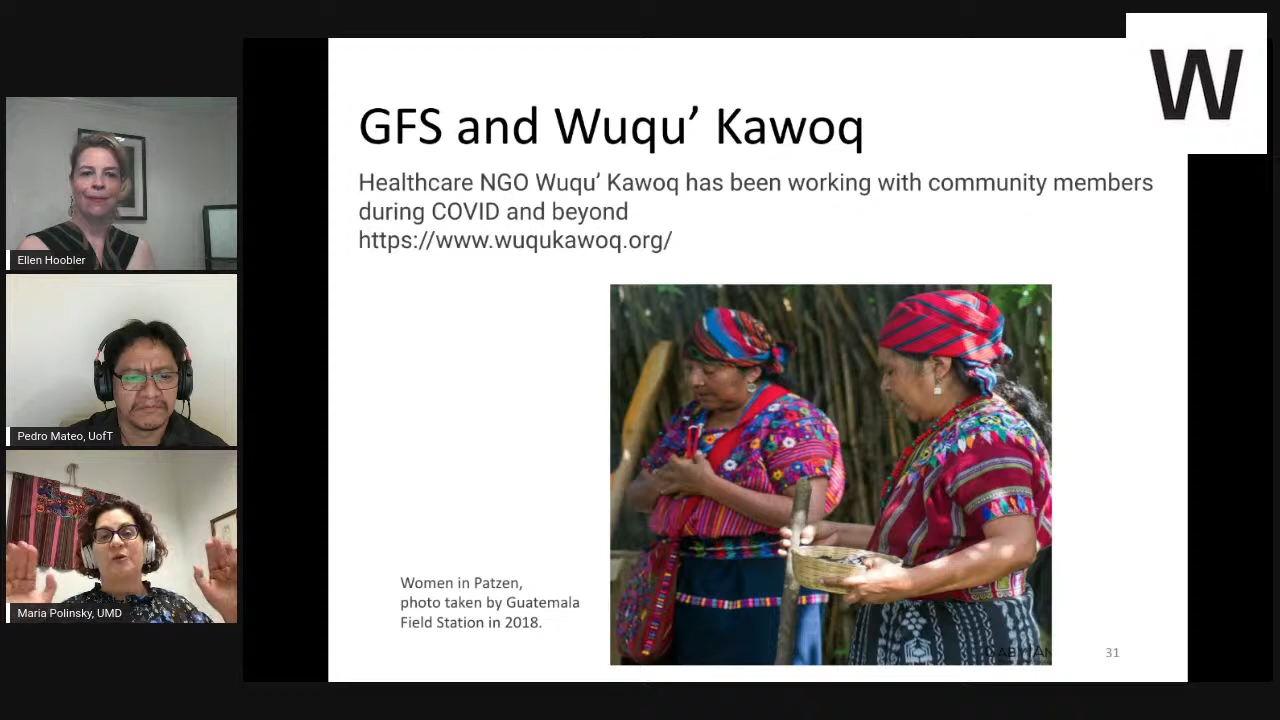 W
GFS and Wuqu’ Kawoq
Healthcare NGO Wuqu’ Kawoq has been working with community members
during COVID and beyond
https://www.wuqukawoq.org/
Ellen Hoobler
Pedro Mateo, UofT
Maria Polinsky, UMD
Women in Patzen,
photo taken by Guatemala
Field Station in 2018.
31